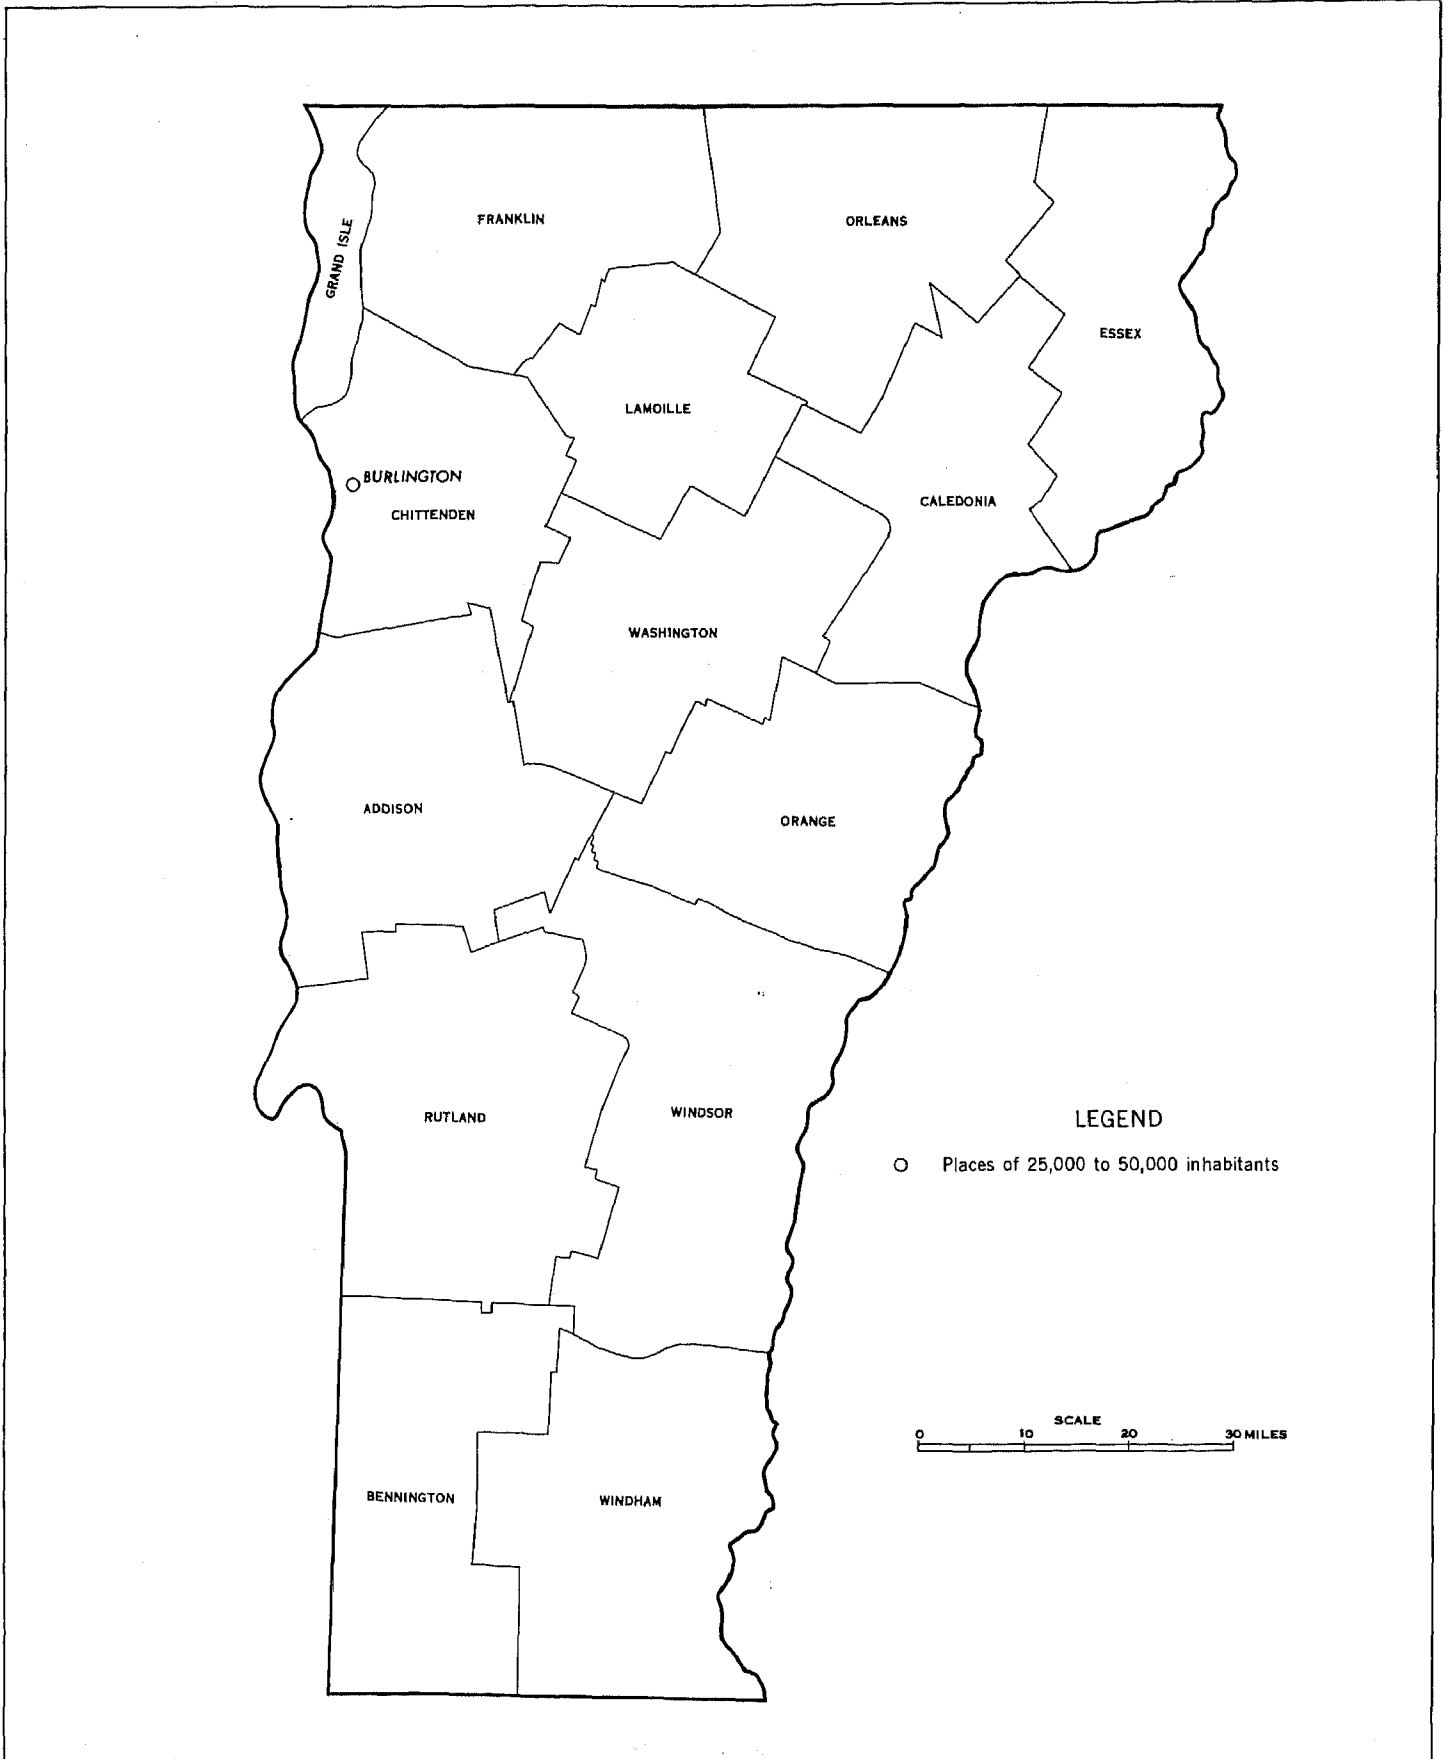 FRANKLIN
ORLEANS
GRAND ISLE
ESSEX
LAMOILLE
BURLINGTON
CHITTENDEN
CALEDONIA
WASHINGTON
ADDISON
ORANGE
RUTLAND
WINDSOR
LEGEND
Places of 25,000 to 50,000 inhabitants
SCALE
0 10 20 30 MILES
BENNINGTON
WINDHAM